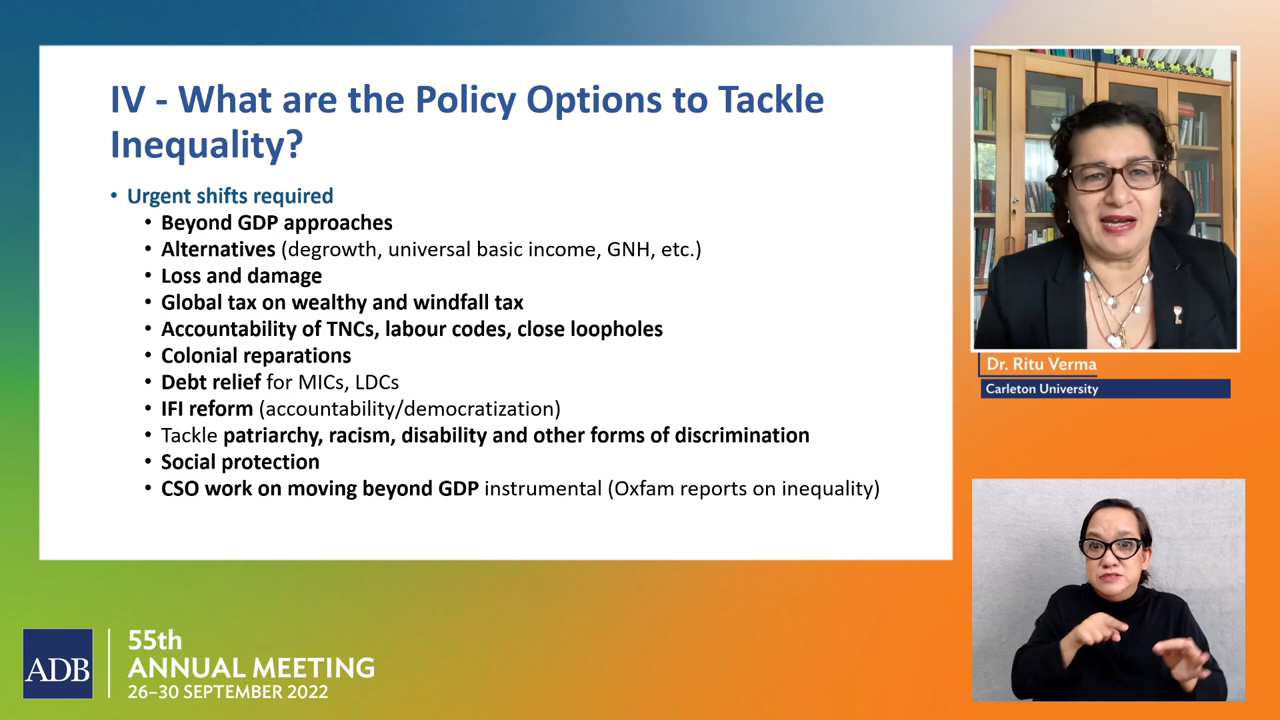 IV - What are the Policy Options to Tackle
Inequality?
• Urgent shifts required
• Beyond GDP approaches
• Alternatives (degrowth, universal basic income, GNH, etc.)
• Loss and damage
• Global tax on wealthy and windfall tax
• Accountability of TNCs, labour codes, close loopholes
• Colonial reparations
• Debt relief for MICs, LDCs
• IFI reform (accountability/democratization)
• Tackle patriarchy, racism, disability and other forms of discrimination
• Social protection
• CSO work on moving beyond GDP instrumental (Oxfam reports on inequality)
Dr. Ritu Verma
Carleton University
ADB
55th
ANNUAL MEETING
26–30 SEPTEMBER 2022